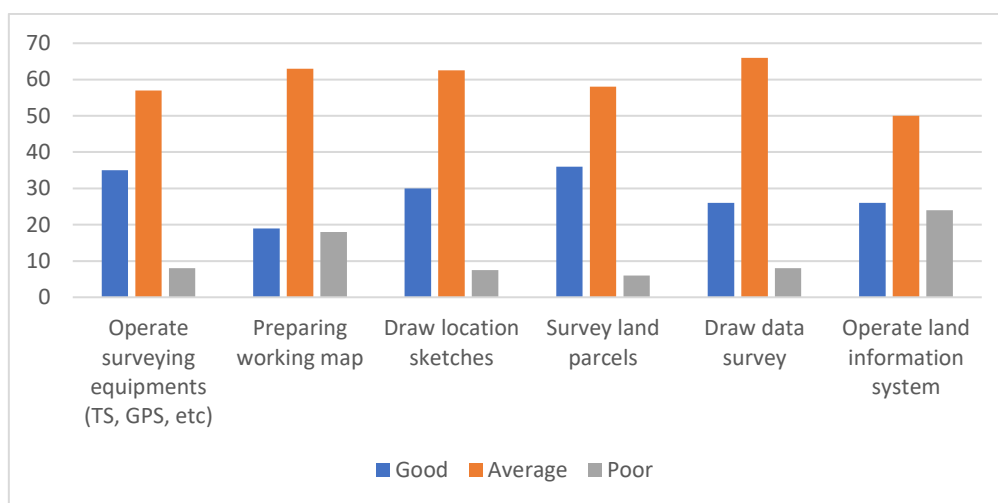 70
60
50
40
30
20
10
0
Operate
surveying
equipments
(TS, GPS, etc)
Preparing
working map
Draw location
sketches
Survey land
parcels
Draw data
survey
Operate land
information
system
Good Average Poor